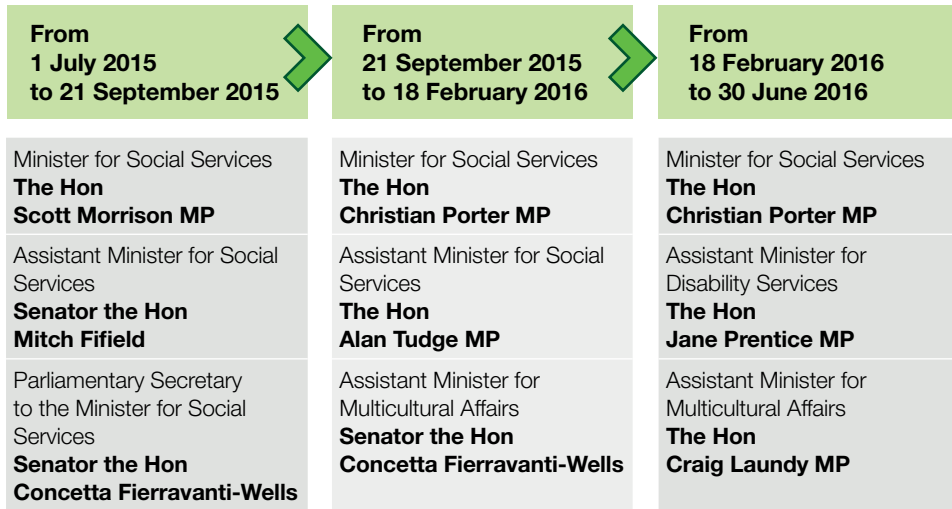 From
1 July 2015
to 21 September 2015
From
21 September 2015
to 18 February 2016
From
18 February 2016
to 30 June 2016
Minister for Social Services
The Hon
Scott Morrison MP
Minister for Social Services
The Hon
Christian Porter MP
Minister for Social Services
The Hon
Christian Porter MP
Assistant Minister for Social
Services
Senator the Hon
Mitch Fifield
Assistant Minister for Social
Services
The Hon
Alan Tudge MP
Assistant Minister for
Disability Services
The Hon
Jane Prentice MP
Parliamentary Secretary
to the Minister for Social
Services
Senator the Hon
Concetta Fierravanti-Wells
Assistant Minister for
Multicultural Affairs
Senator the Hon
Concetta Fierravanti-Wells
Assistant Minister for
Multicultural Affairs
The Hon
Craig Laundy MP